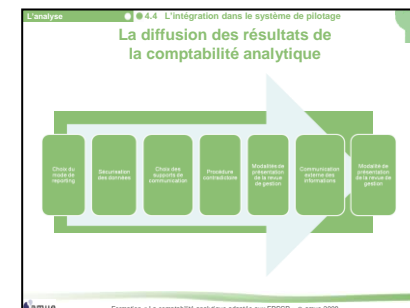 L'analyse
4.4 L'intégration dans le système de pilotage
La diffusion des résultats de
la comptabilité analytique
Choix du
mode de
reporting
Sécurisation
des données
Choix des
supports de
communication
Procédure
contradictoire
Modalités de
présentation
de la revue
de gestion
Communication
externe des
informations
Modalité de
présentation
de la revue de
gestion
amue